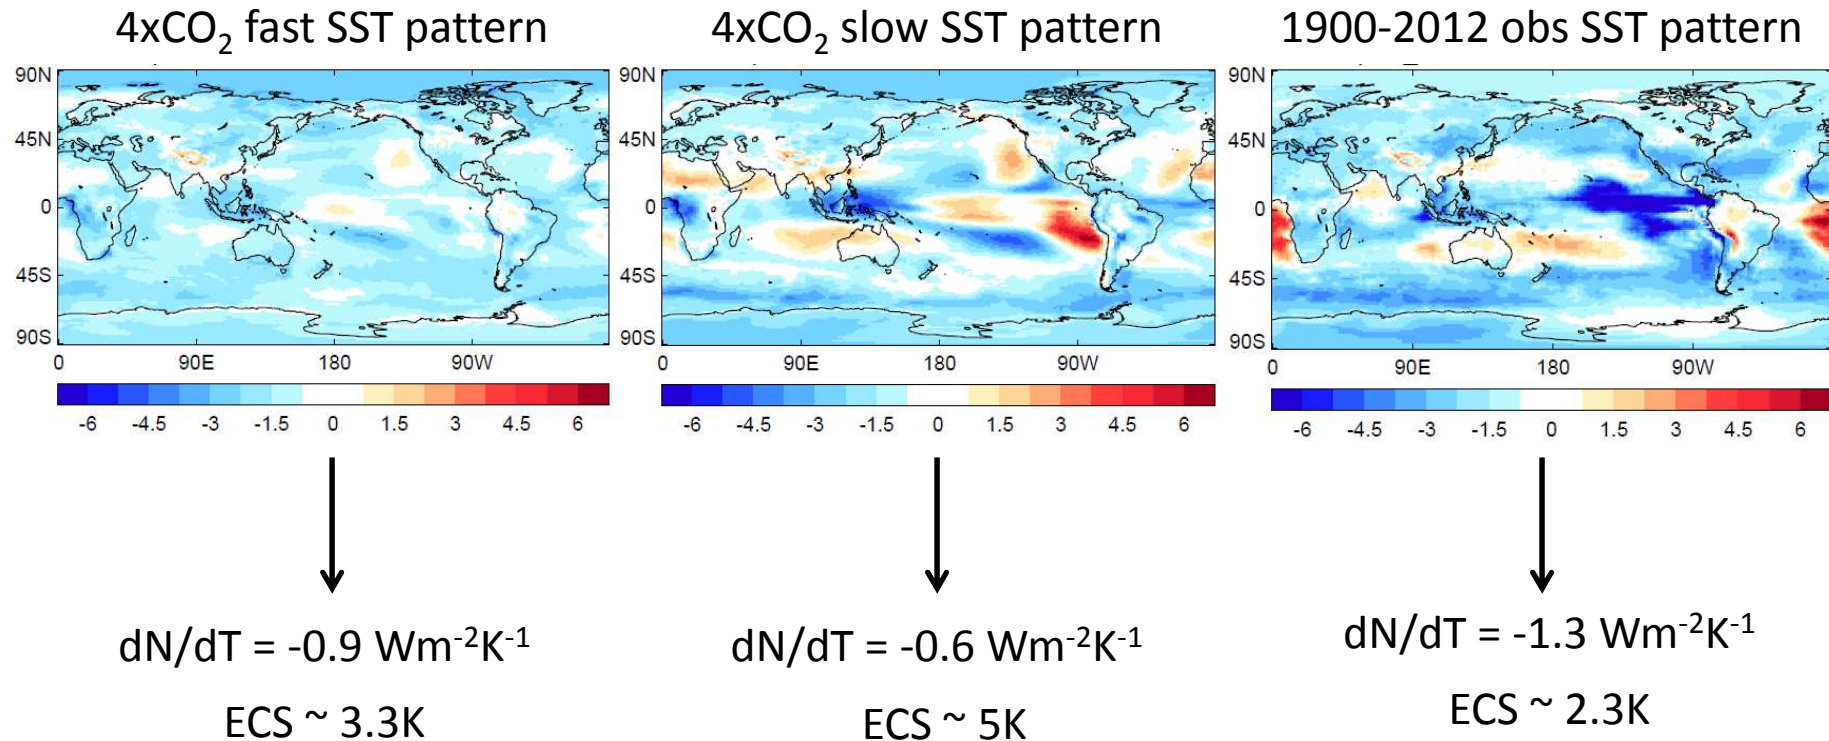 4xCO₂ fast SST pattern
4xCO₂ slow SST pattern
1900-2012 obs SST pattern
90N
45N
0
45S
90S
0 90E 180 90W
-6 -4.5 -3 -1.5 0 1.5 3 4.5 6
90N
45N
0
45S
90S
0 90E 180 90W
-6 -4.5 -3 -1.5 0 1.5 3 4.5 6
90N
45N
0
45S
90S
0 90E 180 90W
-6 -4.5 -3 -1.5 0 1.5 3 4.5 6
dN/dT = -0.9 Wm⁻²K⁻¹
ECS ~ 3.3K
dN/dT = -0.6 Wm⁻²K⁻¹
ECS ~ 5K
dN/dT = -1.3 Wm⁻²K⁻¹
ECS ~ 2.3K